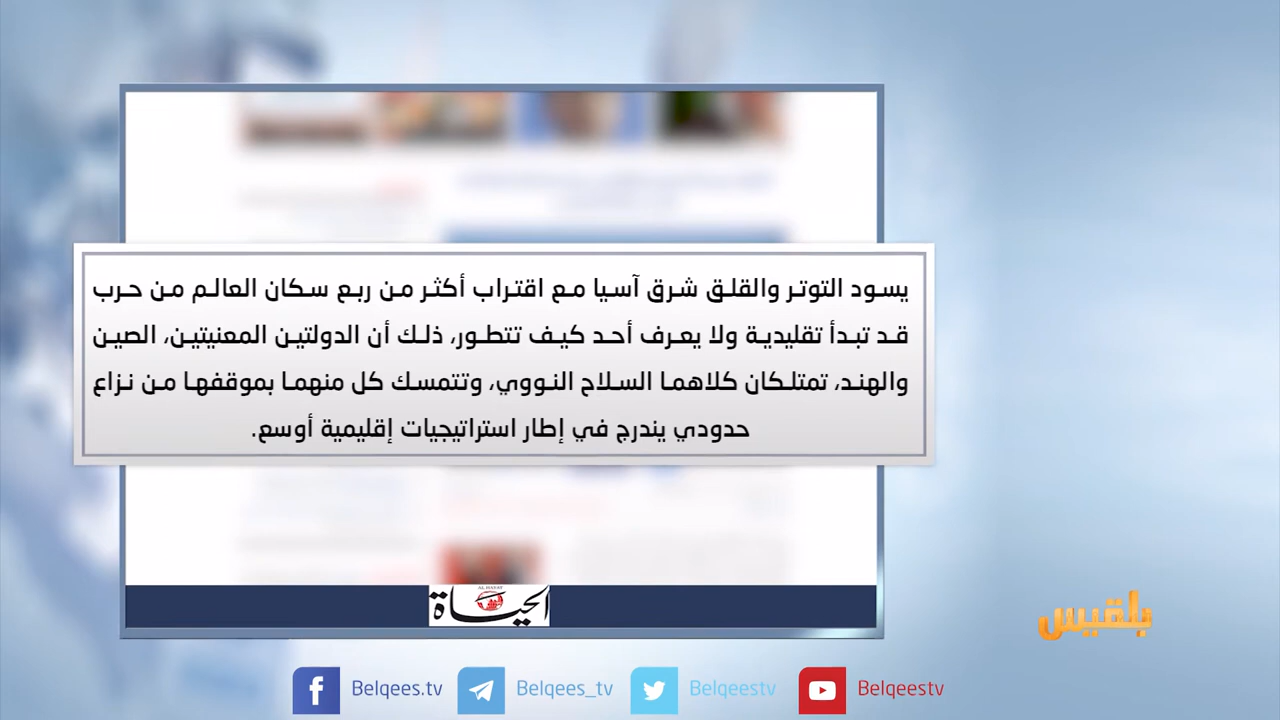 يسود التوتر والقلق شرق آسيا مع اقتراب أكثر من ربع سكان العالم من حرب
قد تبدأ تقليدية ولا يعرف أحد كيف تتطور، ذلك أن الدولتين المعنيتين، الصين
والهند، تمتلكان كلاهما السلاح النووي، وتتمسك كل منهما بموقفها من نزاع
حدودي يندرج في إطار استراتيجيات إقليمية أوسع.
AL HAYAT
الحياة
بلقيس
Belqees.tv Belqees_tv Belqeestv Belqeestv